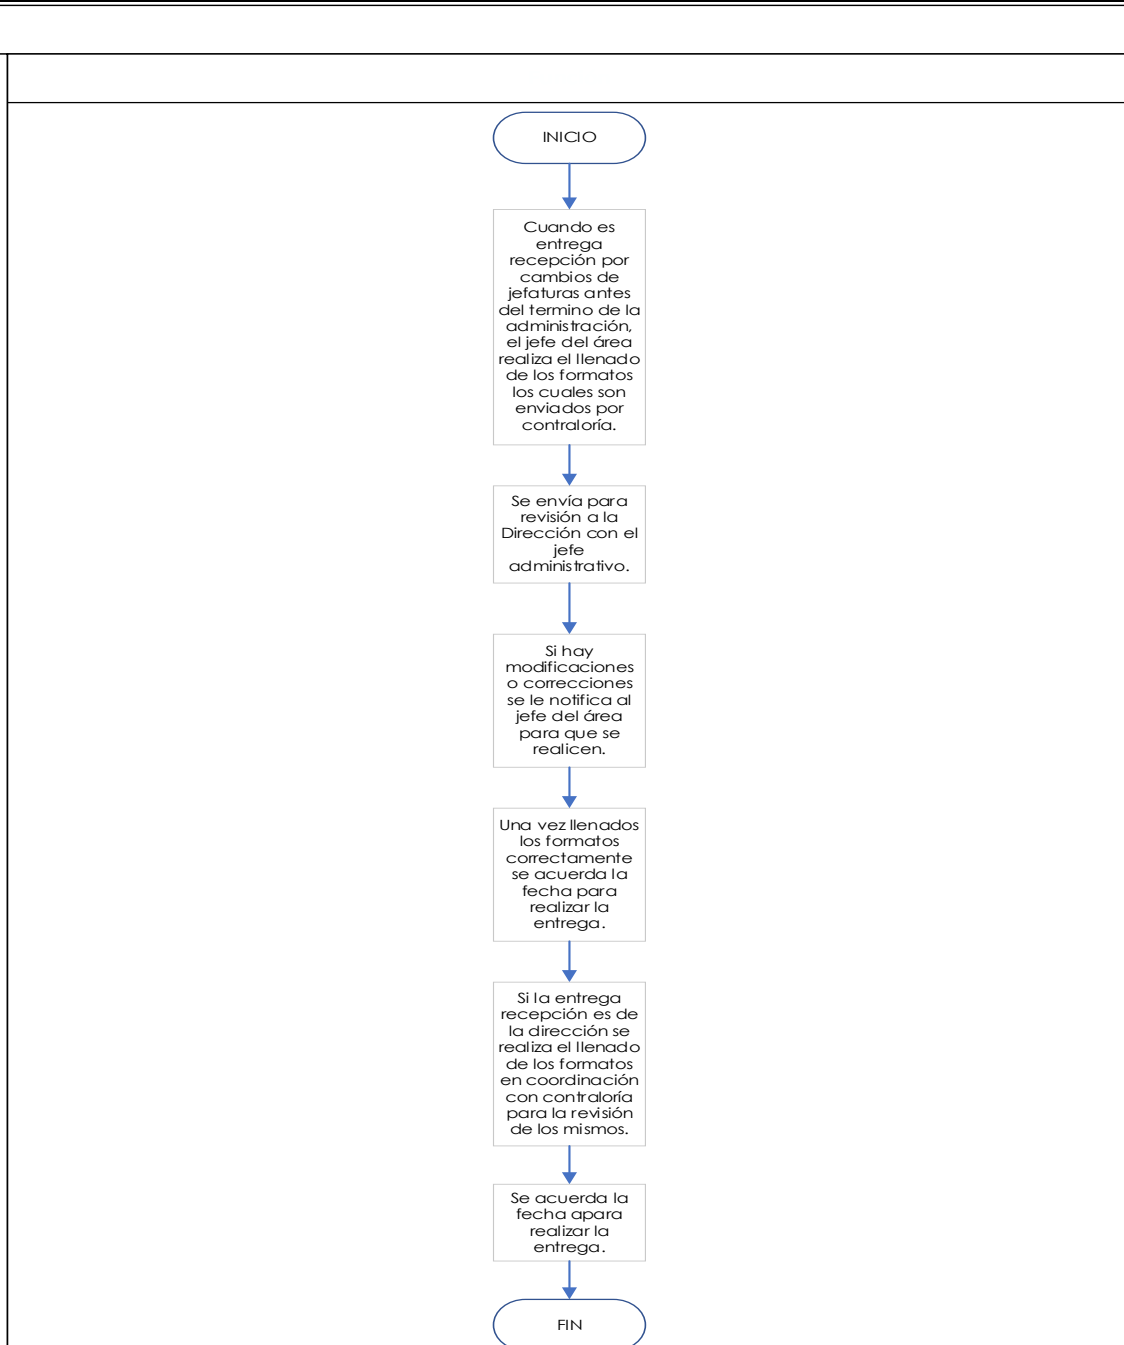 INICIO
Cuando es
entrega
recepción por
cambios de
jefaturas antes
del termino de la
administración,
el jefe del área
realiza el llenado
de los formatos
los cuales son
enviados por
contraloría.
Se envía para
revisión a la
Dirección con el
jefe
administrativo.
Si hay
modificaciones
o correcciones
se le notifica al
jefe del área
para que se
realicen.
Una vez llenados
los formatos
correctamente
se acuerda la
fecha para
realizar la
entrega.
Si la entrega
recepción es de
la dirección se
realiza el llenado
de los formatos
en coordinación
con contraloría
para la revisión
de los mismos.
Se acuerda la
fecha apara
realizar la
entrega.
FIN